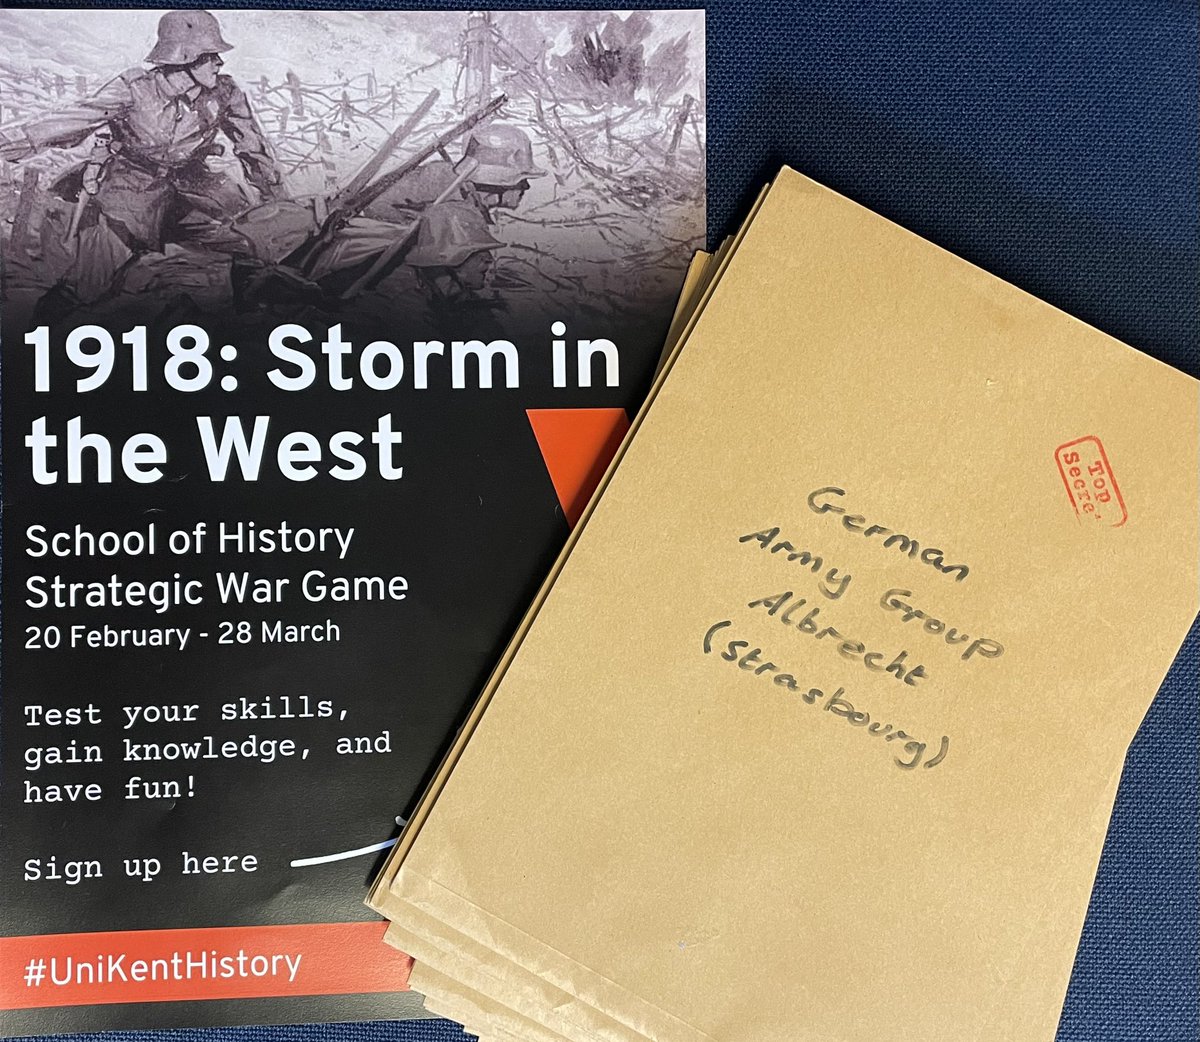 1918: Storm in
the West
School of History
Strategic War Game
20 February - 28 March
Test your skills,
gain knowledge, and
have fun!
Sign up here
#UniKentHistory
Top
Secre
German
Army Group
Albrecht
(Strasbourg)